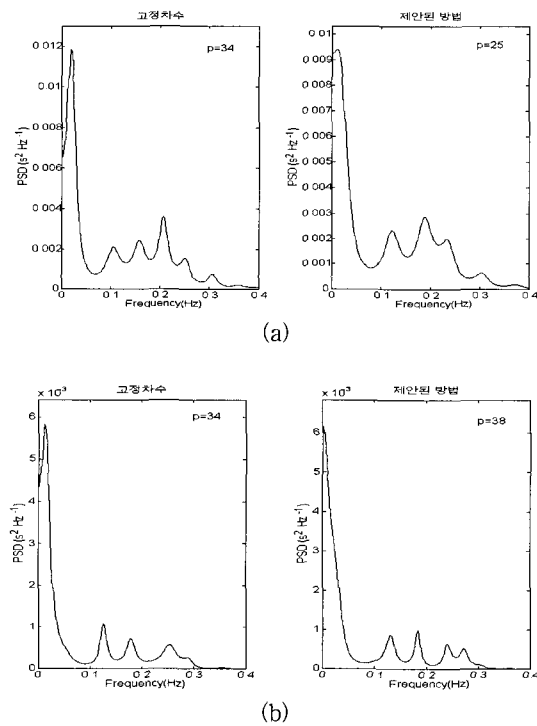 고정차수
p=34
0.012
0.01
0.008
0.006
0.004
0.002
0
PSD (s² Hz⁻¹)
0 0.1 0.2 0.3 0.4
Frequency(Hz)
제안된 방법
p=25
0.01
0.009
0.008
0.007
0.006
0.005
0.004
0.003
0.002
0.001
0
PSD (s² Hz⁻¹)
0 0.1 0.2 0.3 0.4
Frequency(Hz)
(a)
고정차수
× 10⁻³
p=34
6
5
4
3
2
1
0
PSD (s² Hz⁻¹)
0 0.1 0.2 0.3 0.4
Frequency(Hz)
제안된 방법
× 10⁻³
p=38
6
5
4
3
2
1
0
PSD (s² Hz⁻¹)
0 0.1 0.2 0.3 0.4
Frequency(Hz)
(b)